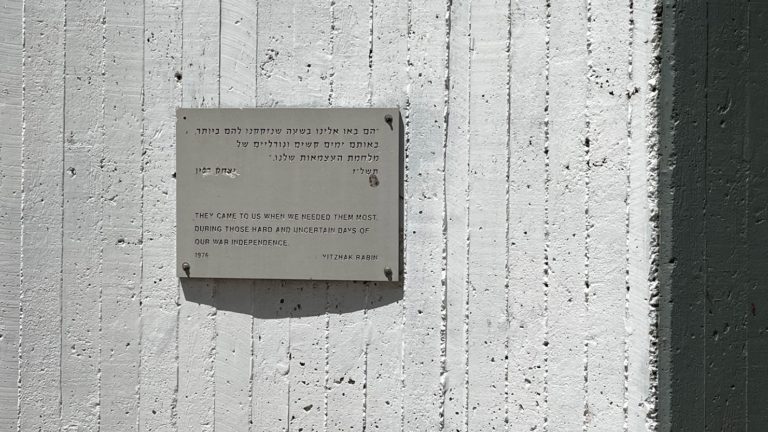 "הם באו אלינו בשעה שנזקקנו להם ביותר,
באותם ימים קשים וגורליים של
מלחמת העצמאות שלנו."
תשל"ז יצחק רבין
THEY CAME TO US WHEN WE NEEDED THEM MOST,
DURING THOSE HARD AND UNCERTAIN DAYS OF
OUR WAR INDEPENDENCE.
1976 YITZHAK RABIN